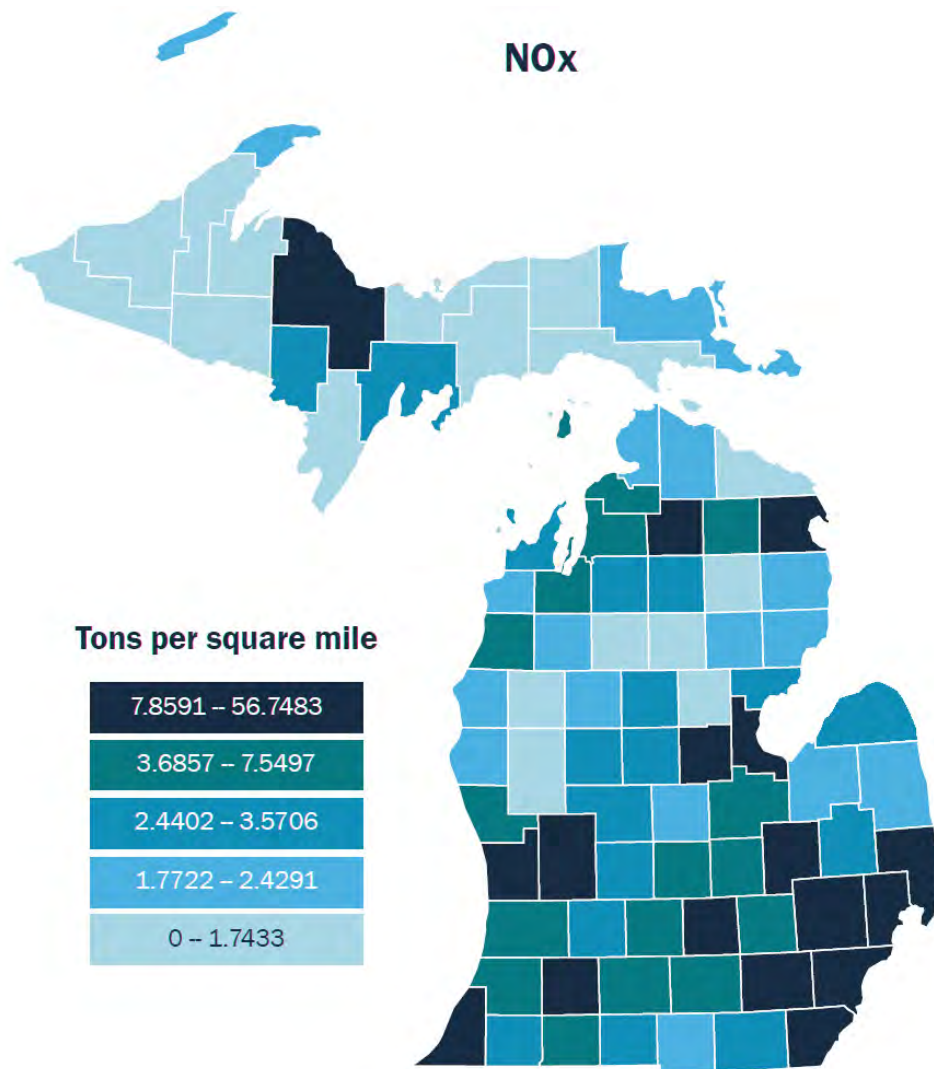 NOx
Tons per square mile
7.8591 – 56.7483
3.6857 – 7.5497
2.4402 – 3.5706
1.7722 – 2.4291
0 – 1.7433